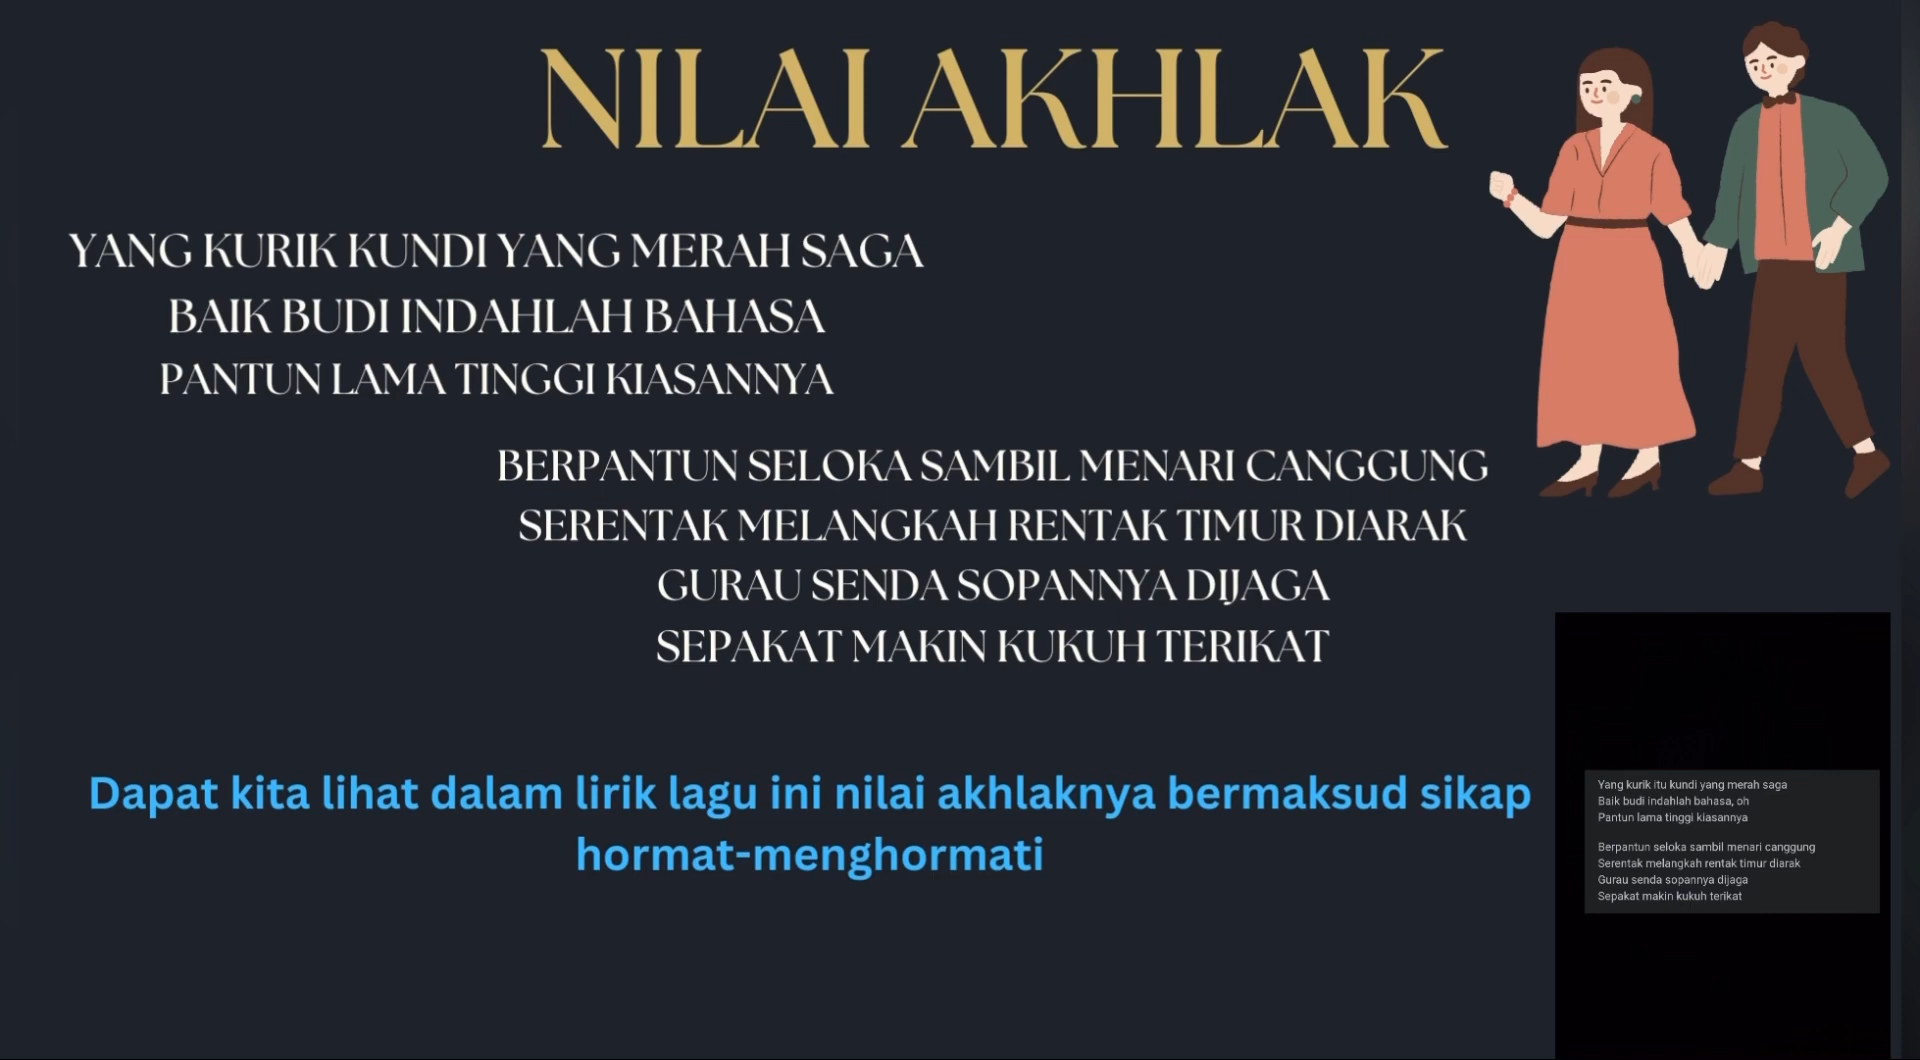 NILAI AKHLAK
YANG KURIK KUNDI YANG MERAH SAGA
BAIK BUDI INDAHLAH BAHASA
PANTUN LAMA TINGGI KIASANNYA
BERPANTUN SELOKA SAMBIL MENARI CANGGUNG
SERENTAK MELANGKAH RENTAK TIMUR DIARAK
GURAU SENDA SOPANNYA DIJAGA
SEPAKAT MAKIN KUKUH TERIKAT
Dapat kita lihat dalam lirik lagu ini nilai akhlaknya bermaksud sikap
hormat-menghormati
Yang kurik itu kundi yang merah saga
Baik budi indahlah bahasa, oh
Pantun lama tinggi kiasannya
Berpantun seloka sambil menari canggung
Serentak melangkah rentak timur diarak
Gurau senda sopannya dijaga
Sepakat makin kukuh terikat